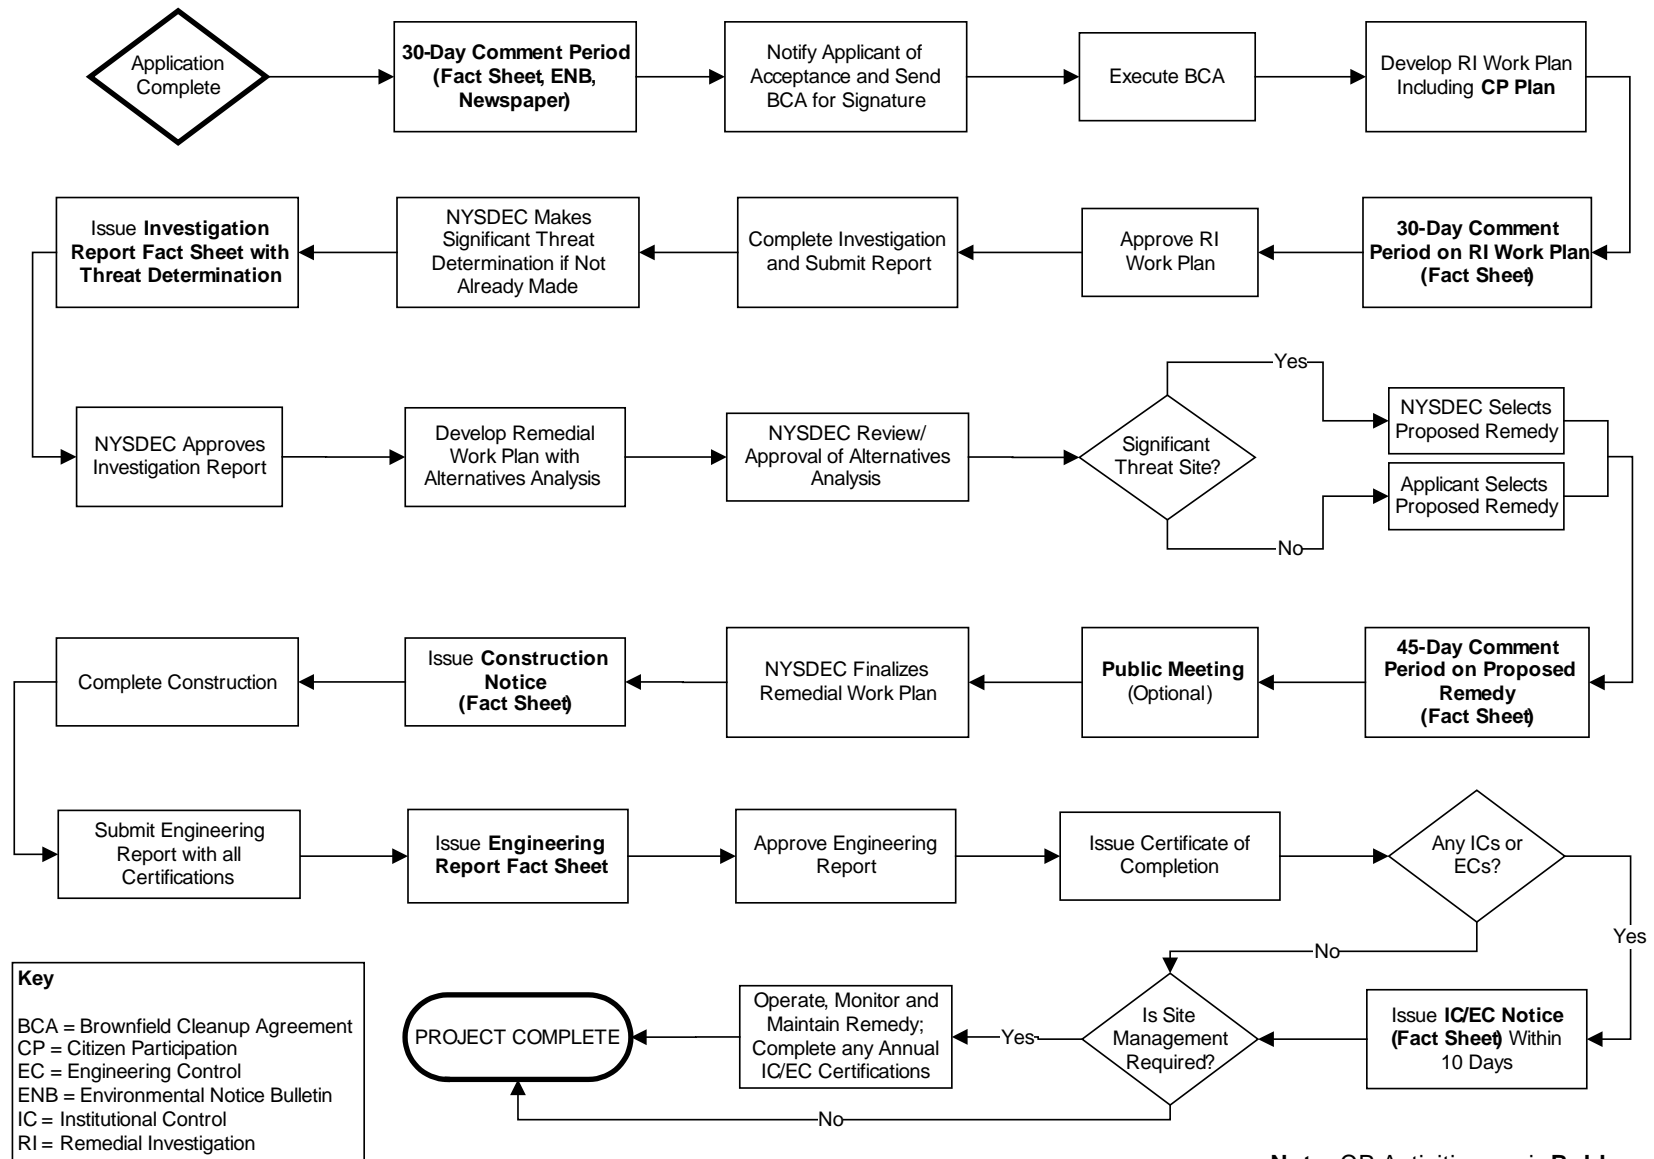 Application
Complete
30-Day Comment Period
(Fact Sheet, ENB,
Newspaper)
Notify Applicant of
Acceptance and Send
BCA for Signature
Execute BCA
Develop RI Work Plan
Including CP Plan
Issue Investigation
Report Fact Sheet with
Threat Determination
NYSDEC Makes
Significant Threat
Determination if Not
Already Made
Complete Investigation
and Submit Report
Approve RI
Work Plan
30-Day Comment
Period on RI Work Plan
(Fact Sheet)
Yes
NYSDEC Approves
Investigation Report
Develop Remedial
Work Plan with
Alternatives Analysis
NYSDEC Review/
Approval of Alternatives
Analysis
Significant
Threat Site?
NYSDEC Selects
Proposed Remedy
Applicant Selects
Proposed Remedy
No
Complete Construction
Issue Construction
Notice
(Fact Sheet)
NYSDEC Finalizes
Remedial Work Plan
Public Meeting
(Optional)
45-Day Comment
Period on Proposed
Remedy
(Fact Sheet)
Submit Engineering
Report with all
Certifications
Issue Engineering
Report Fact Sheet
Approve Engineering
Report
Issue Certificate of
Completion
Any ICs or
ECs?
Yes
No
Key
BCA = Brownfield Cleanup Agreement
CP = Citizen Participation
EC = Engineering Control
ENB = Environmental Notice Bulletin
IC = Institutional Control
RI = Remedial Investigation
PROJECT COMPLETE
Operate, Monitor and
Maintain Remedy;
Complete any Annual
IC/EC Certifications
Yes
Is Site
Management
Required?
Issue IC/EC Notice
(Fact Sheet) Within
10 Days
No